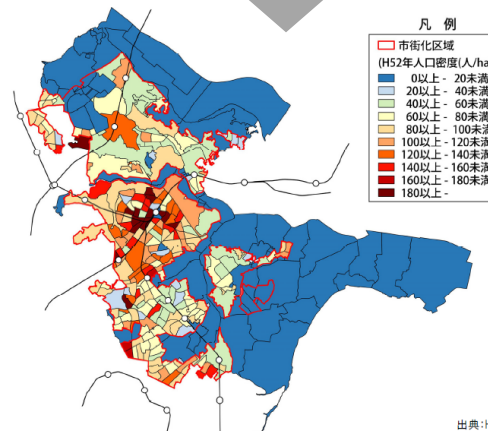 凡 例
市街化区域
(H52年人口密度(人/ha
0以上 - 20未満
20以上 - 40未満
40以上 - 60未満
60以上 - 80未満
80以上 - 100未満
100以上 - 120未満
120以上 - 140未満
140以上 - 160未満
160以上 - 180未満
180以上 -
出典: